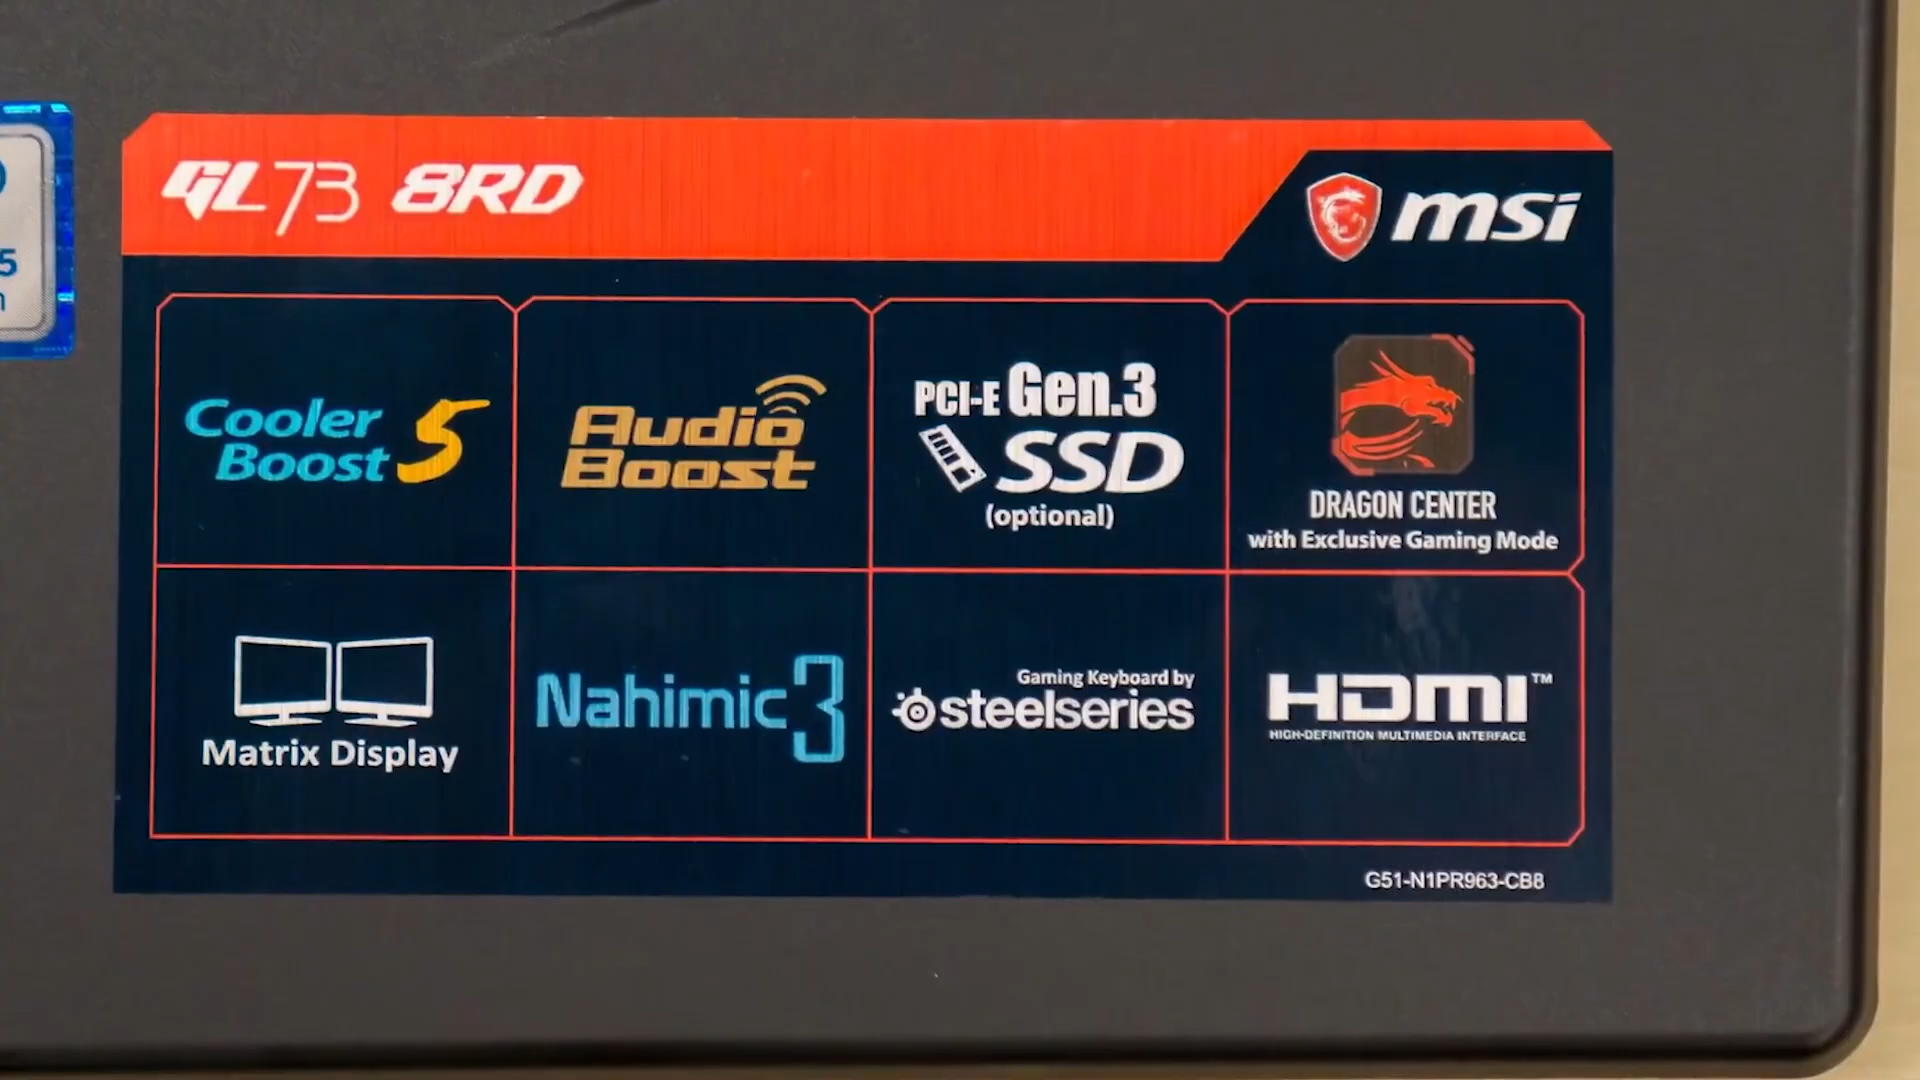 GL73 8RD
msi
Cooler
Boost 5
Audio
Boost
PCI-E Gen.3
SSD
(optional)
DRAGON CENTER
with Exclusive Gaming Mode
Matrix Display
Nahimic 3
Gaming Keyboard by
steelseries
HDMI™
HIGH-DEFINITION MULTIMEDIA INTERFACE
G51-N1PR963-CB8
5